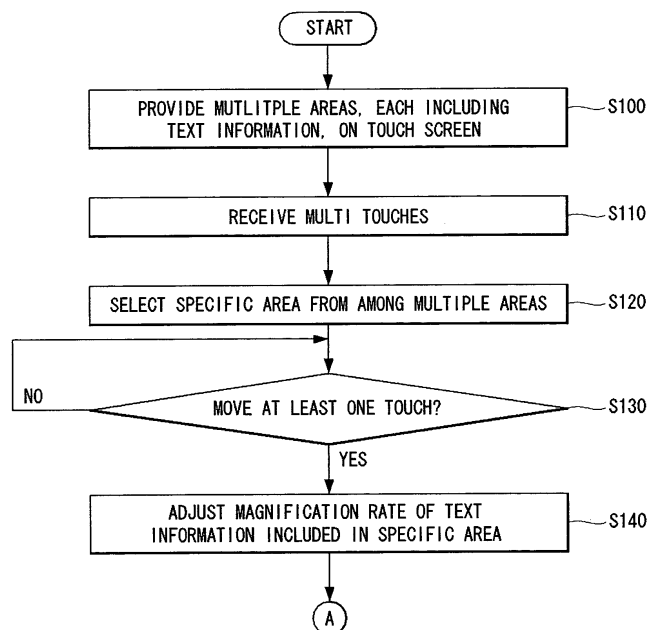 START
PROVIDE MUTLITPLE AREAS, EACH INCLUDING
TEXT INFORMATION, ON TOUCH SCREEN
S100
RECEIVE MULTI TOUCHES
S110
SELECT SPECIFIC AREA FROM AMONG MULTIPLE AREAS
S120
NO
MOVE AT LEAST ONE TOUCH?
S130
YES
ADJUST MAGNIFICATION RATE OF TEXT
INFORMATION INCLUDED IN SPECIFIC AREA
S140
A